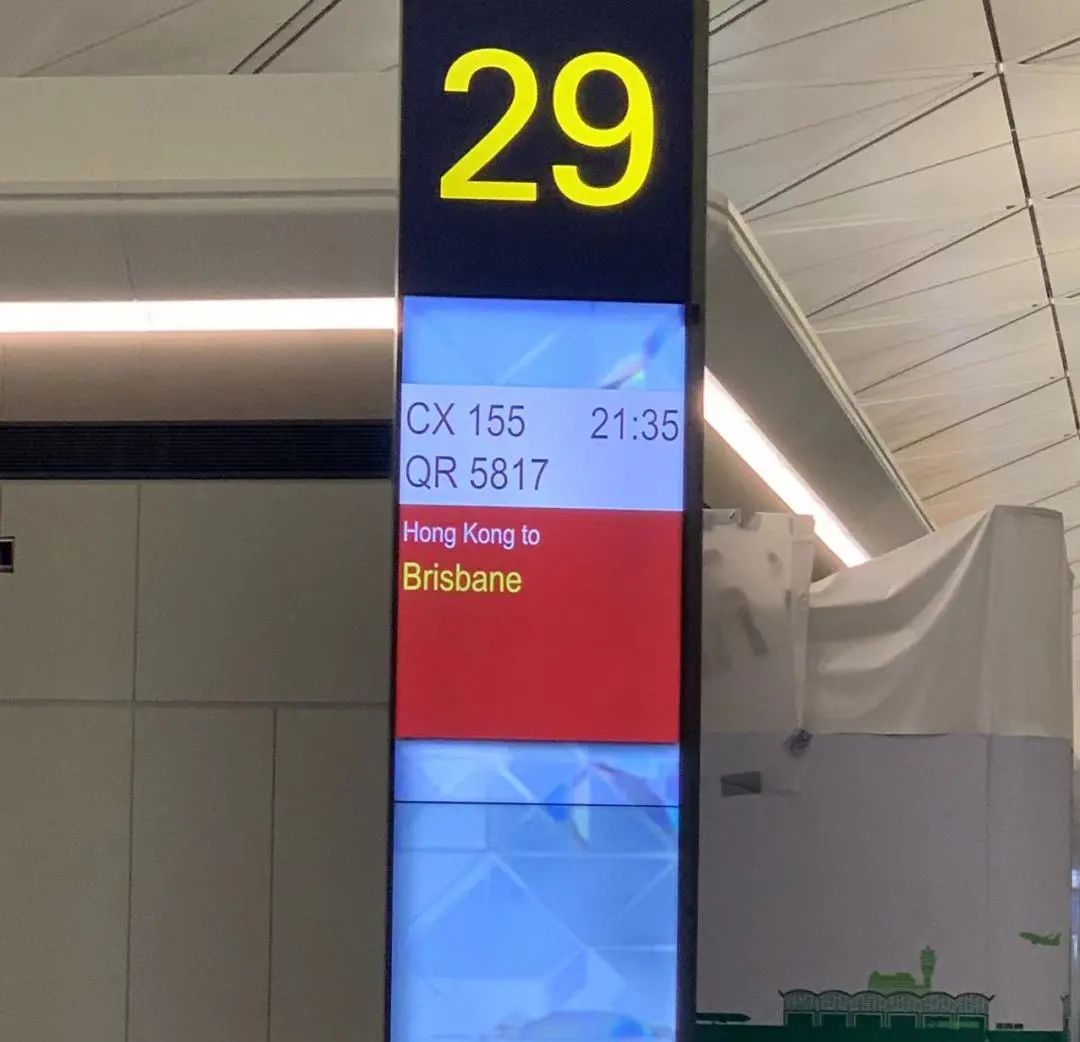 29
CX 155 21:35
QR 5817
Hong Kong to
Brisbane